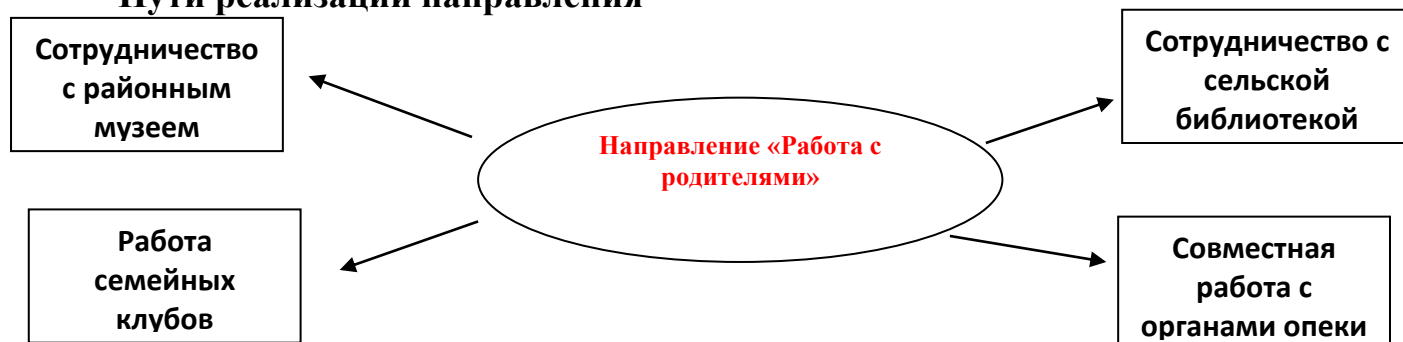 Пути реализации направления
Сотрудничество
с районным
музеем
Сотрудничество с
сельской
библиотекой
Направление «Работа с
родителями»
Работа
семейных
клубов
Совместная
работа с
органами опеки